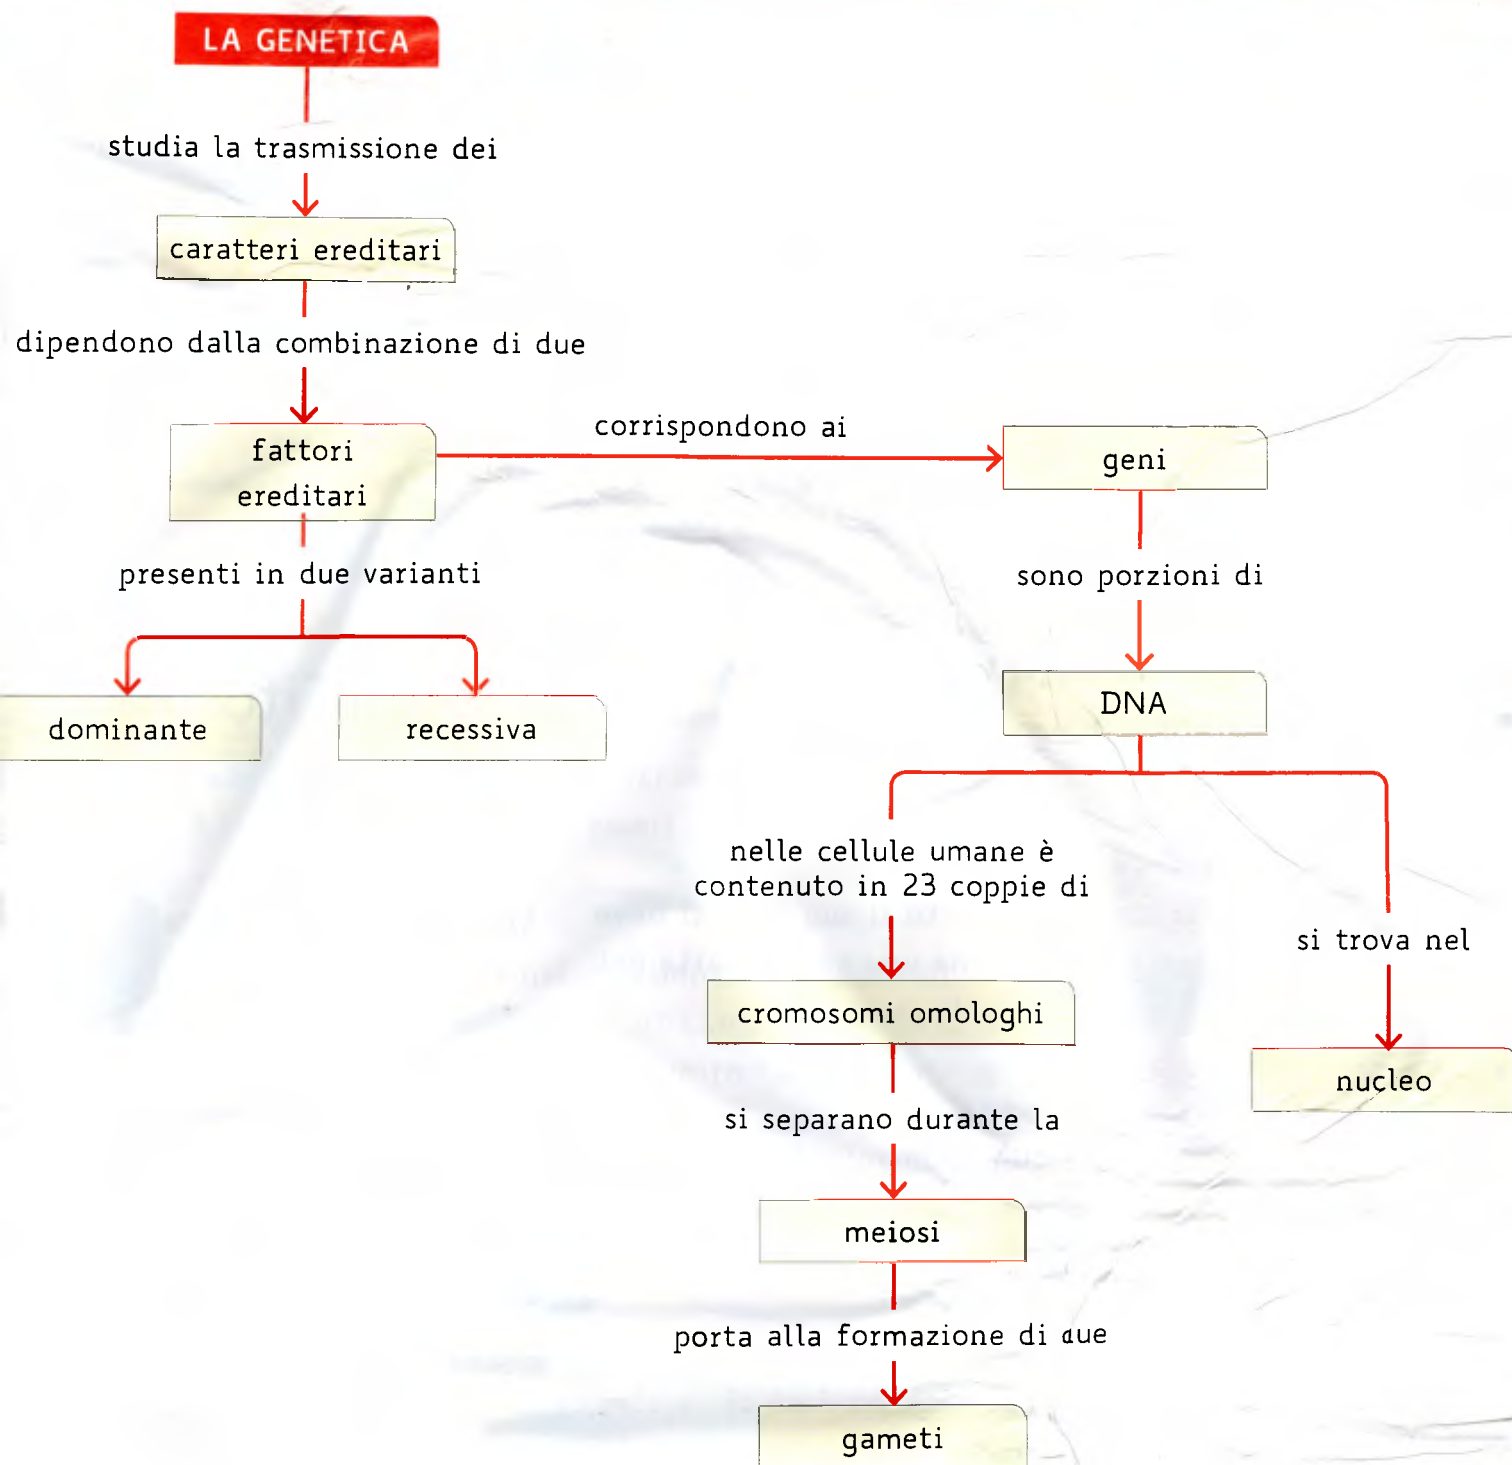 LA GENETICA
studia la trasmissione dei
caratteri ereditari
dipendono dalla combinazione di due
fattori
ereditari
corrispondono ai
geni
presenti in due varianti
sono porzioni di
dominante
recessiva
DNA
nelle cellule umane è
contenuto in 23 coppie di
si trova nel
cromosomi omologhi
nucleo
si separano durante la
meiosi
porta alla formazione di due
gameti